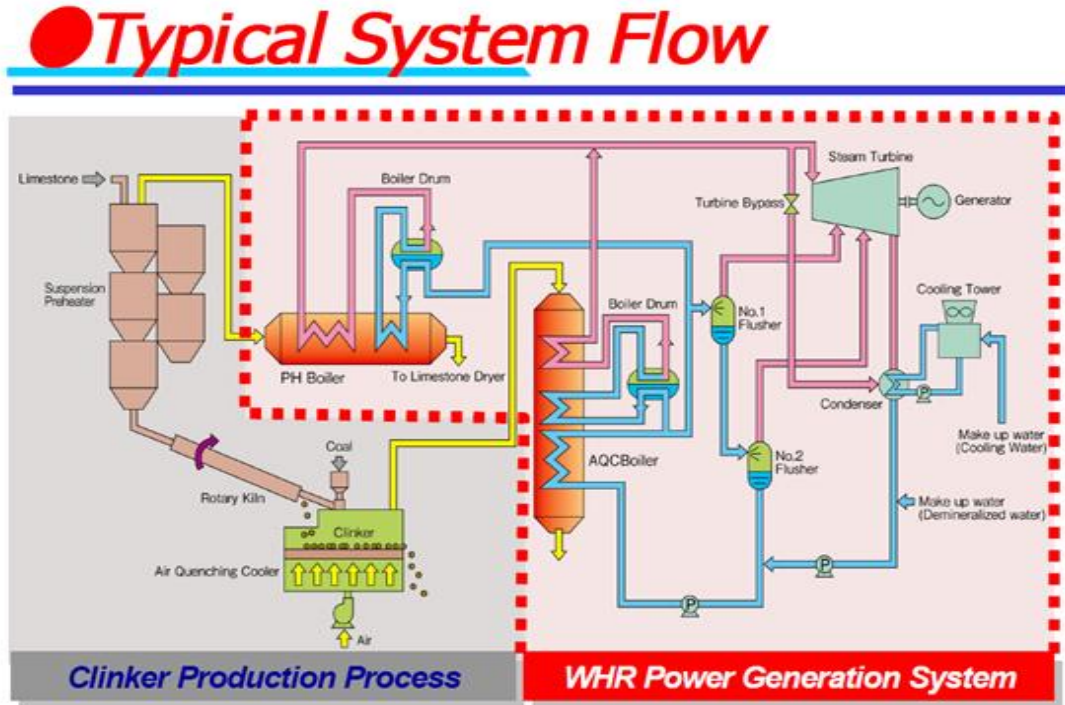 Typical System Flow
Limestone
Suspension
Preheater
Boiler Drum
PH Boiler
To Limestone Dryer
Turbine Bypass
Steam Turbine
Generator
Boiler Drum
No.1
Flusher
Cooling Tower
Condenser
P
Make up water
(Cooling Water)
AQCBoiler
No.2
Flusher
Make up water
(Demineralized water)
P
P
Coal
Rotary Kiln
Clinker
Air Quenching Cooler
Air
Clinker Production Process
WHR Power Generation System